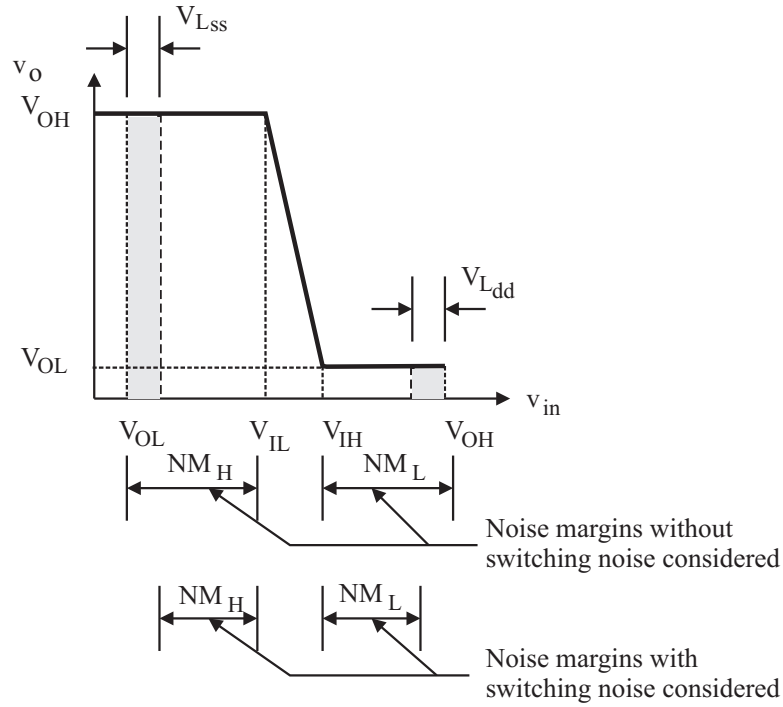 V_Lss
v_o
V_OH
V_Ldd
V_OL
v_in
V_OL V_IL V_IH V_OH
NM_H NM_L
Noise margins without
switching noise considered
NM_H NM_L
Noise margins with
switching noise considered